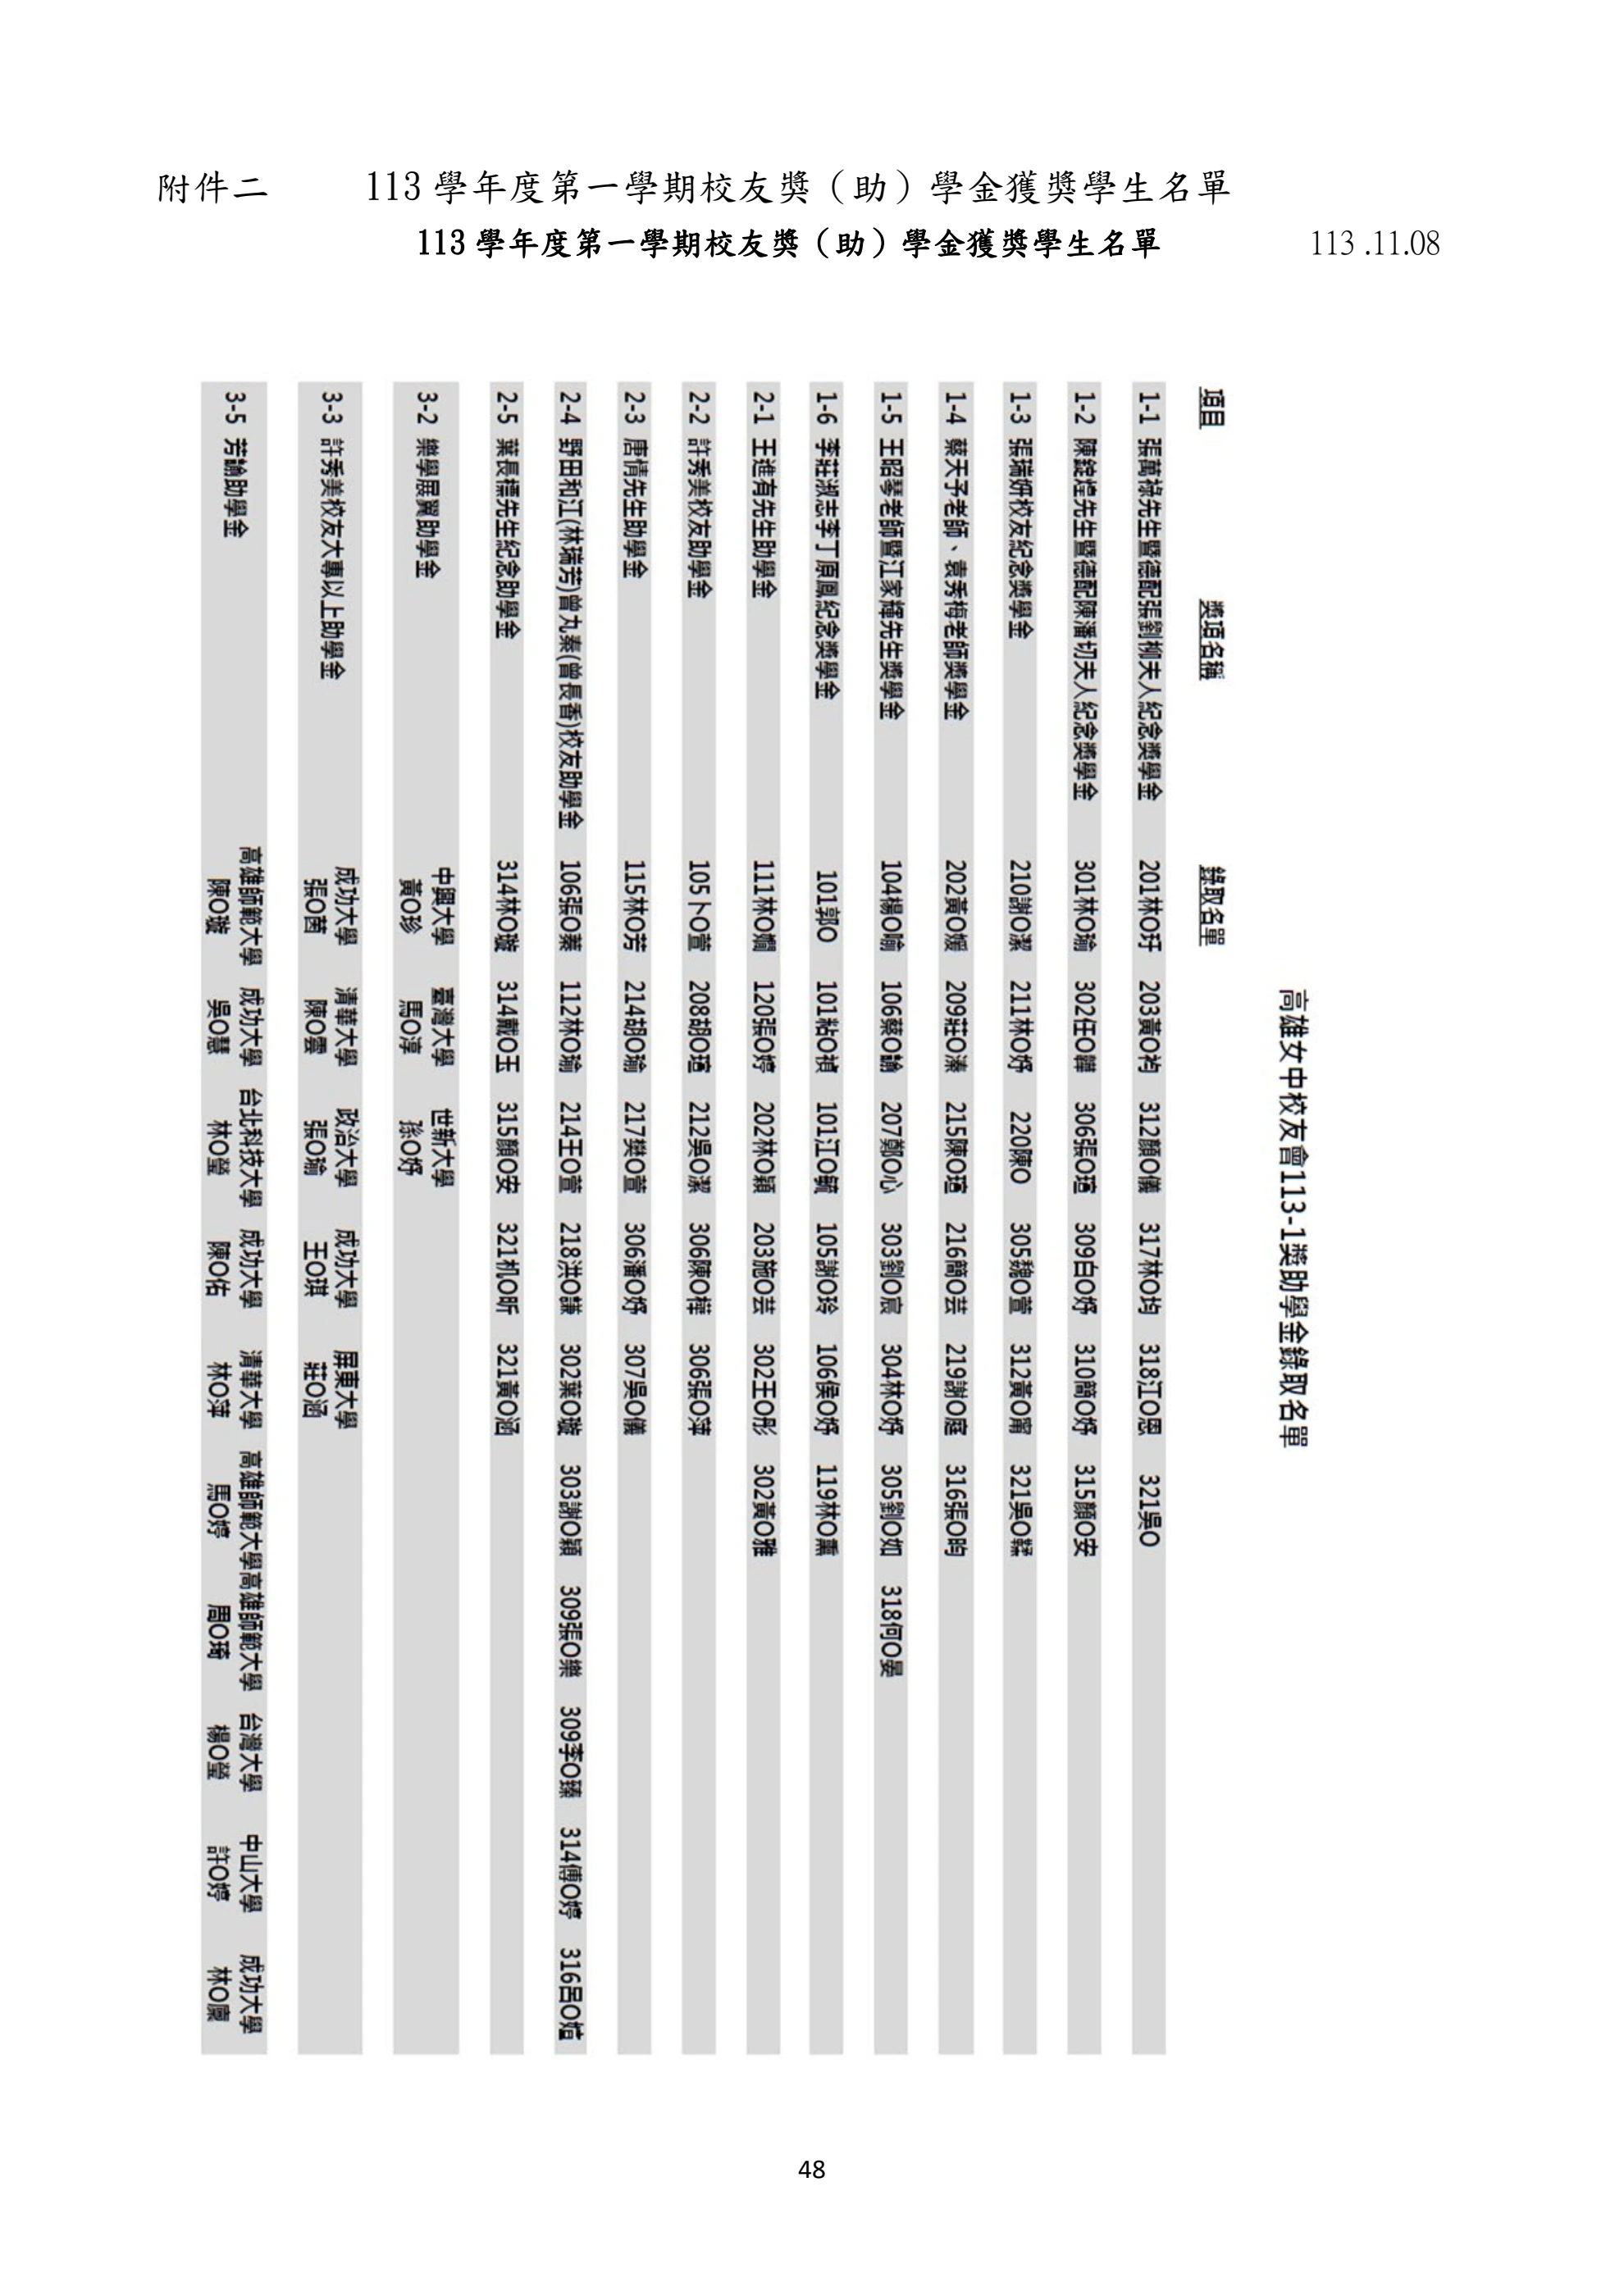 附件二 113 學年度第一學期校友獎（助）學金獲獎學生名單
113 學年度第一學期校友獎（助）學金獲獎學生名單 113 .11.08
高雄女中校友會113-1獎助學金錄取名單
項目 獎項名稱 錄取名單
1-1 張萬祿先生暨德配張劉柳夫人紀念獎學金 201林O玗 203黃O袀 312顏O儀 317林O均 318江O恩 321吳O
1-2 陳錠煌先生暨德配陳潘切夫人紀念獎學金 301林O瑜 302任O韡 306張O瑄 309白O妤 310簡O妤 315顏O安
1-3 張瑞妍校友紀念獎學金 210謝O潔 211林O妤 220陳O 305魏O萱 312黃O甯 321吳O
1-4 蔡天予老師、袁秀梅老師獎學金 202黃O媛 209莊O溱 215陳O瑄 216簡O芸 219謝O庭 316張O昀
1-5 王昭琴老師暨江家輝先生獎學金 104楊O喻 106蔡O諭 207鄭O心 303劉O宸 304林O妤 305劉O如 318何O晏
1-6 李莊淑志李丁原鳳紀念獎學金 101郭O 101粘O禎 101江O毓 105謝O玲 106侯O妤 119林O熏
2-1 王進有先生助學金 111林O嫺 120張O婷 202林O穎 203施O芸 302王O彤 302黃O雅
2-2 許秀美校友助學金 105卜O萱 208胡O瑄 212吳O潔 306陳O樺 306張O萍
2-3 唐情先生助學金 115林O芳 214胡O瑜 217樊O萱 306潘O妤 307吳O儀
2-4 野田和江(林瑞芳)曾丸秦(曾長香)校友助學金 106張O蓁 112林O瑜 214王O萱 218洪O謙 302葉O璇 303謝O穎 309張O樂 309李O臻 314傅O婷 316呂O媗
2-5 葉長標先生紀念助學金 314林O璇 314戴O玉 315顏O安 321机O昕 321黃O涵
3-2 樂學展翼助學金 中興大學 臺灣大學 世新大學
黃O珍 馬O淳 孫O妤
3-3 許秀美校友大專以上助學金 成功大學 清華大學 政治大學 成功大學 屏東大學
張O茵 陳O雲 張O瑜 王O琪 莊O涵
3-5 芳諭助學金 高雄師範大學 成功大學 台北科技大學 成功大學 清華大學 高雄師範大學 高雄師範大學 台灣大學 中山大學 成功大學
陳O璇 吳O慧 林O瑩 陳O佑 林O萍 馬O婷 周O琦 楊O瑩 許O婷 林O
48